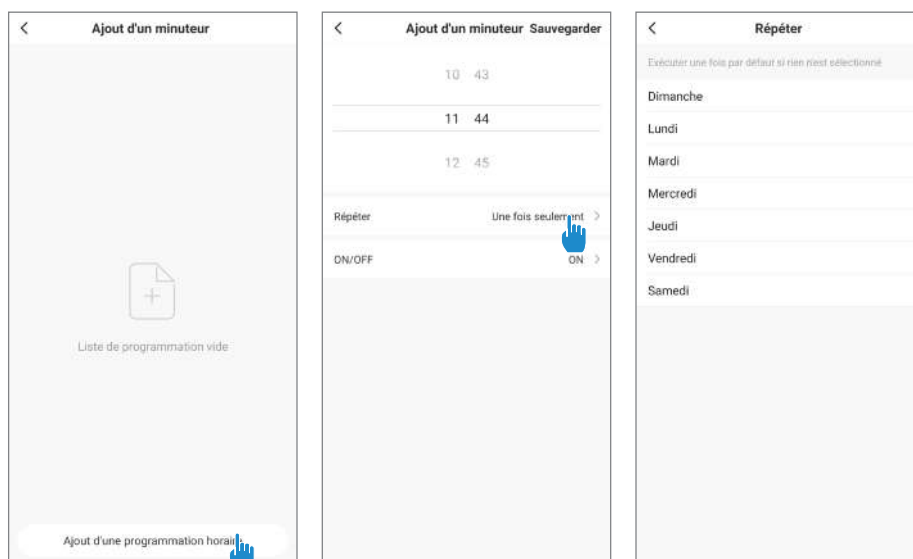 Ajout d'un minuteur
Liste de programmation vide
Ajout d'une programmation horaire
Ajout d'un minuteur Sauvegarder
10 43
11 44
12 45
Répéter Une fois seulement
ON/OFF ON
Répéter
Exécuter une fois par défaut si rien n'est sélectionné
Dimanche
Lundi
Mardi
Mercredi
Jeudi
Vendredi
Samedi